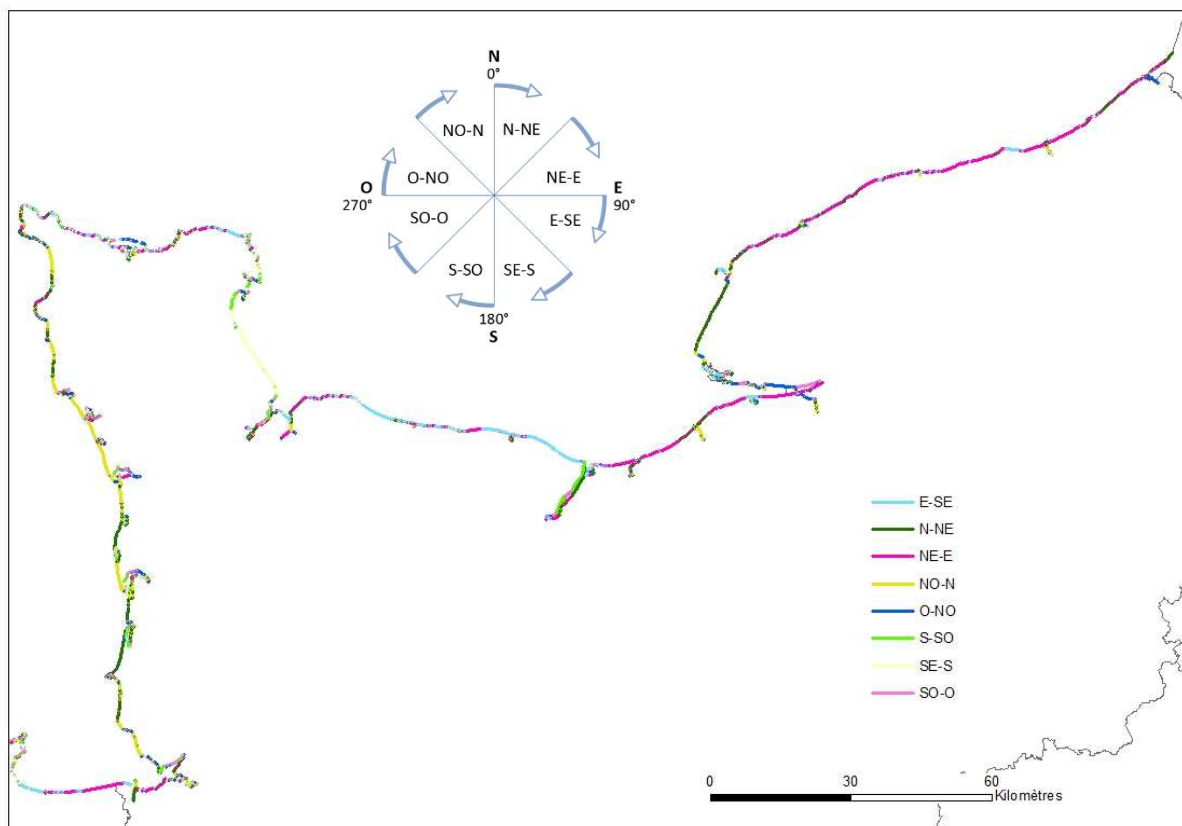 N
0°
NO-N
N-NE
O-NO
NE-E
O
270°
E
90°
SO-O
E-SE
S-SO
SE-S
180°
S
E-SE
N-NE
NE-E
NO-N
O-NO
S-SO
SE-S
SO-O
0 30 60
Kilomètres